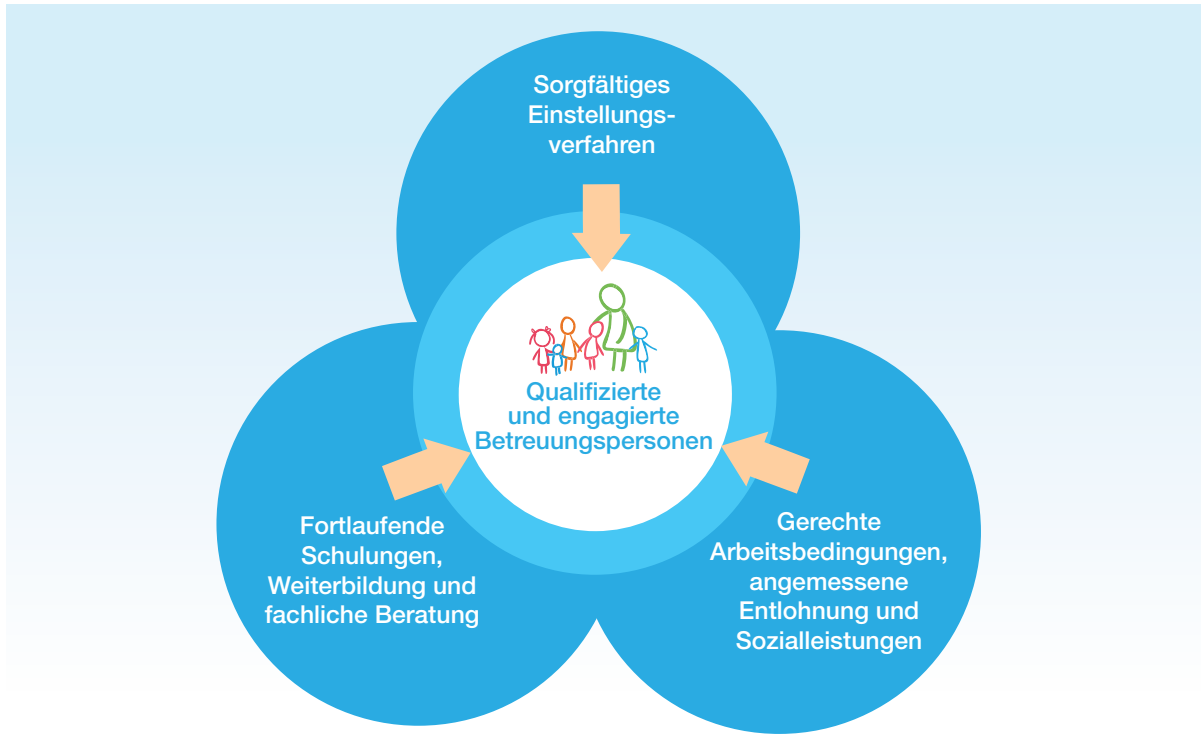 Sorgfältiges
Einstellungs-
verfahren
Qualifizierte
und engagierte
Betreuungspersonen
Fortlaufende
Schulungen,
Weiterbildung und
fachliche Beratung
Gerechte
Arbeitsbedingungen,
angemessene
Entlohnung und
Sozialleistungen